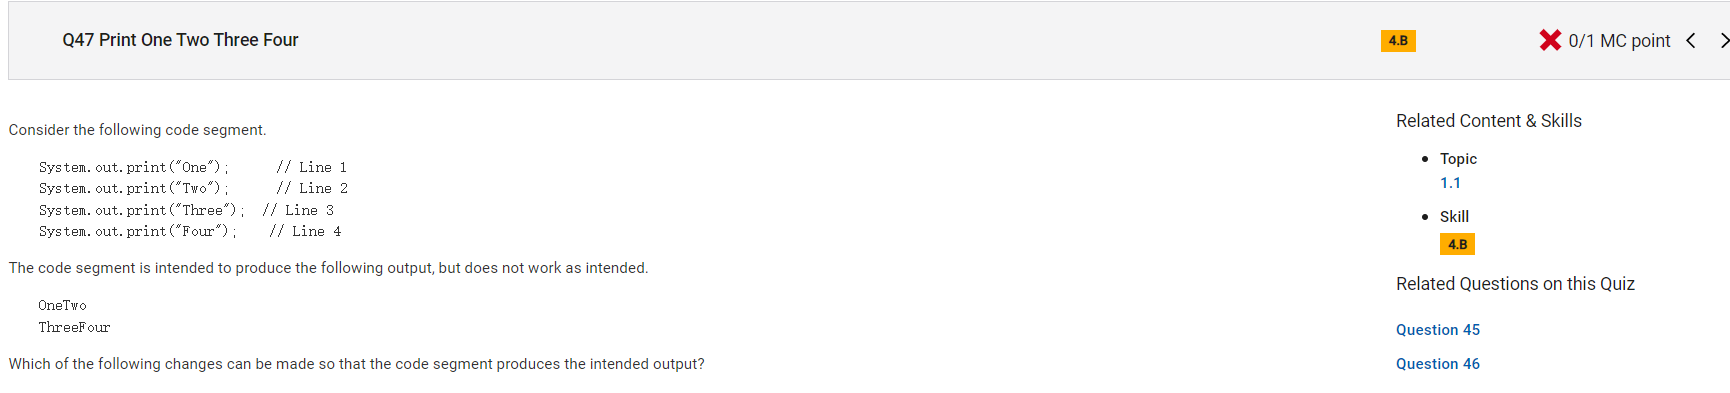 Q47 Print One Two Three Four
4.B
0/1 MC point
Consider the following code segment.
System.out.print("One");      // Line 1
System.out.print("Two");      // Line 2
System.out.print("Three");  // Line 3
System.out.print("Four");    // Line 4
The code segment is intended to produce the following output, but does not work as intended.
OneTwo
ThreeFour
Which of the following changes can be made so that the code segment produces the intended output?
Related Content & Skills
Topic
1.1
Skill
4.B
Related Questions on this Quiz
Question 45
Question 46